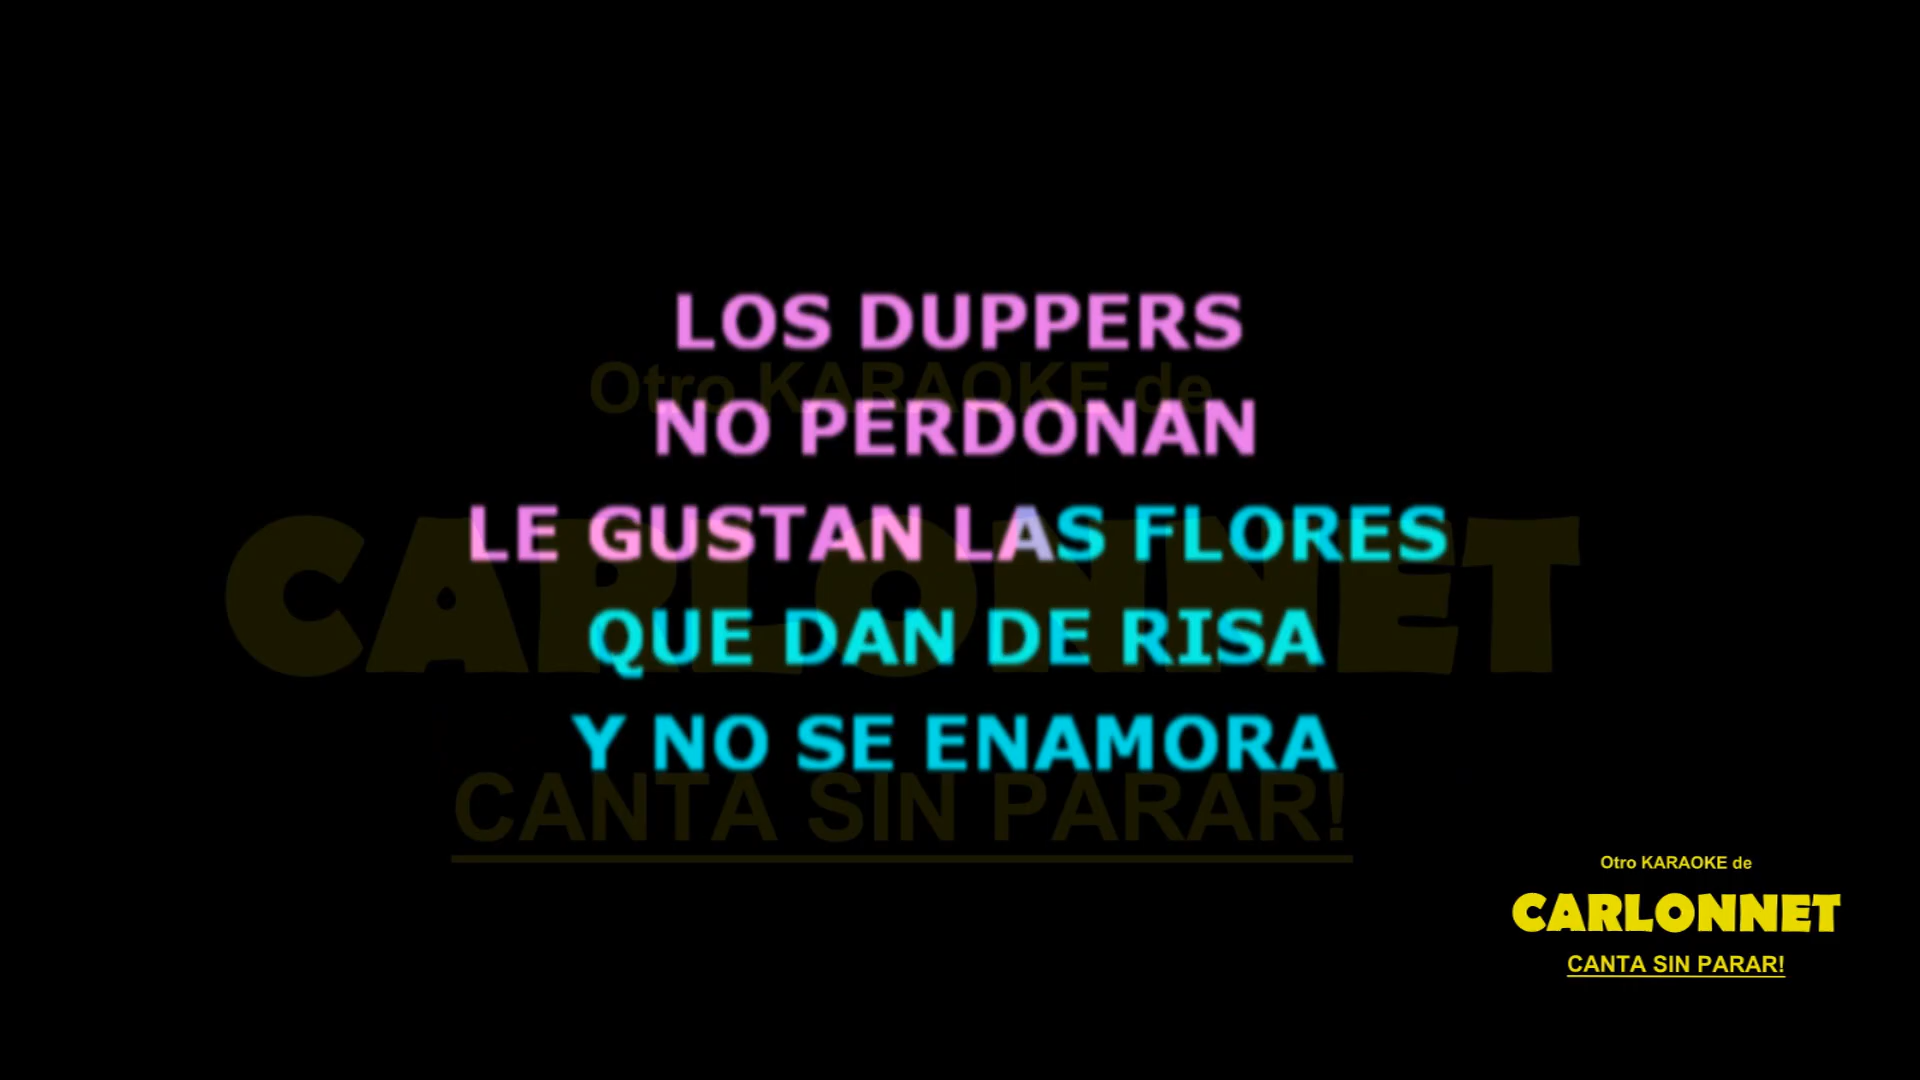 LOS DUPPERS
Otro KARAOKE de
NO PERDONAN
LE GUSTAN LAS FLORES
CARLONNET
QUE DAN DE RISA
Y NO SE ENAMORA
CANTA SIN PARAR!
Otro KARAOKE de
CARLONNET
CANTA SIN PARAR!